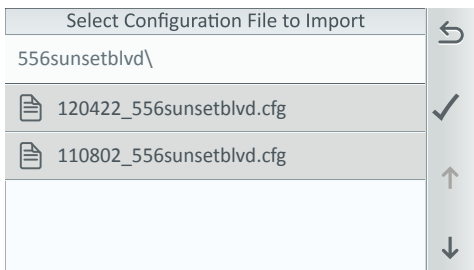 Select Configuration File to Import
556sunsetblvd\
120422_556sunsetblvd.cfg
110802_556sunsetblvd.cfg